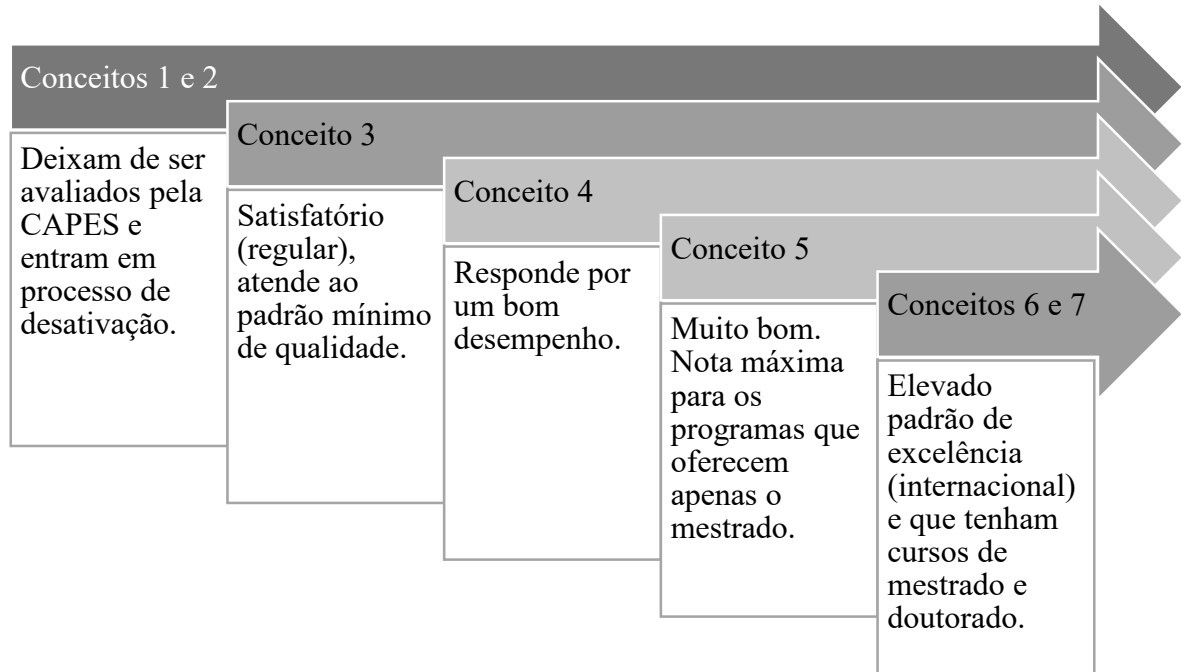 Conceitos 1 e 2
Deixam de ser
avaliados pela
CAPES e
entram em
processo de
desativação.
Conceito 3
Satisfatório
(regular),
atende ao
padrão mínimo
de qualidade.
Conceito 4
Responde por
um bom
desempenho.
Conceito 5
Muito bom.
Nota máxima
para os
programas que
oferecem
apenas o
mestrado.
Conceitos 6 e 7
Elevado
padrão de
excelência
(internacional)
e que tenham
cursos de
mestrado e
doutorado.